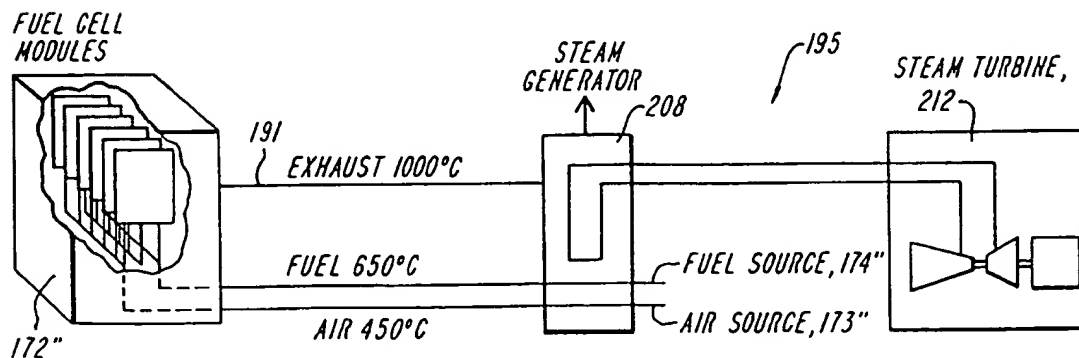 FUEL CELL
MODULES
STEAM
GENERATOR
195
STEAM TURBINE,
212
208
191
EXHAUST 1000°C
FUEL 650°C
FUEL SOURCE, 174"
AIR 450°C
AIR SOURCE, 173"
172"